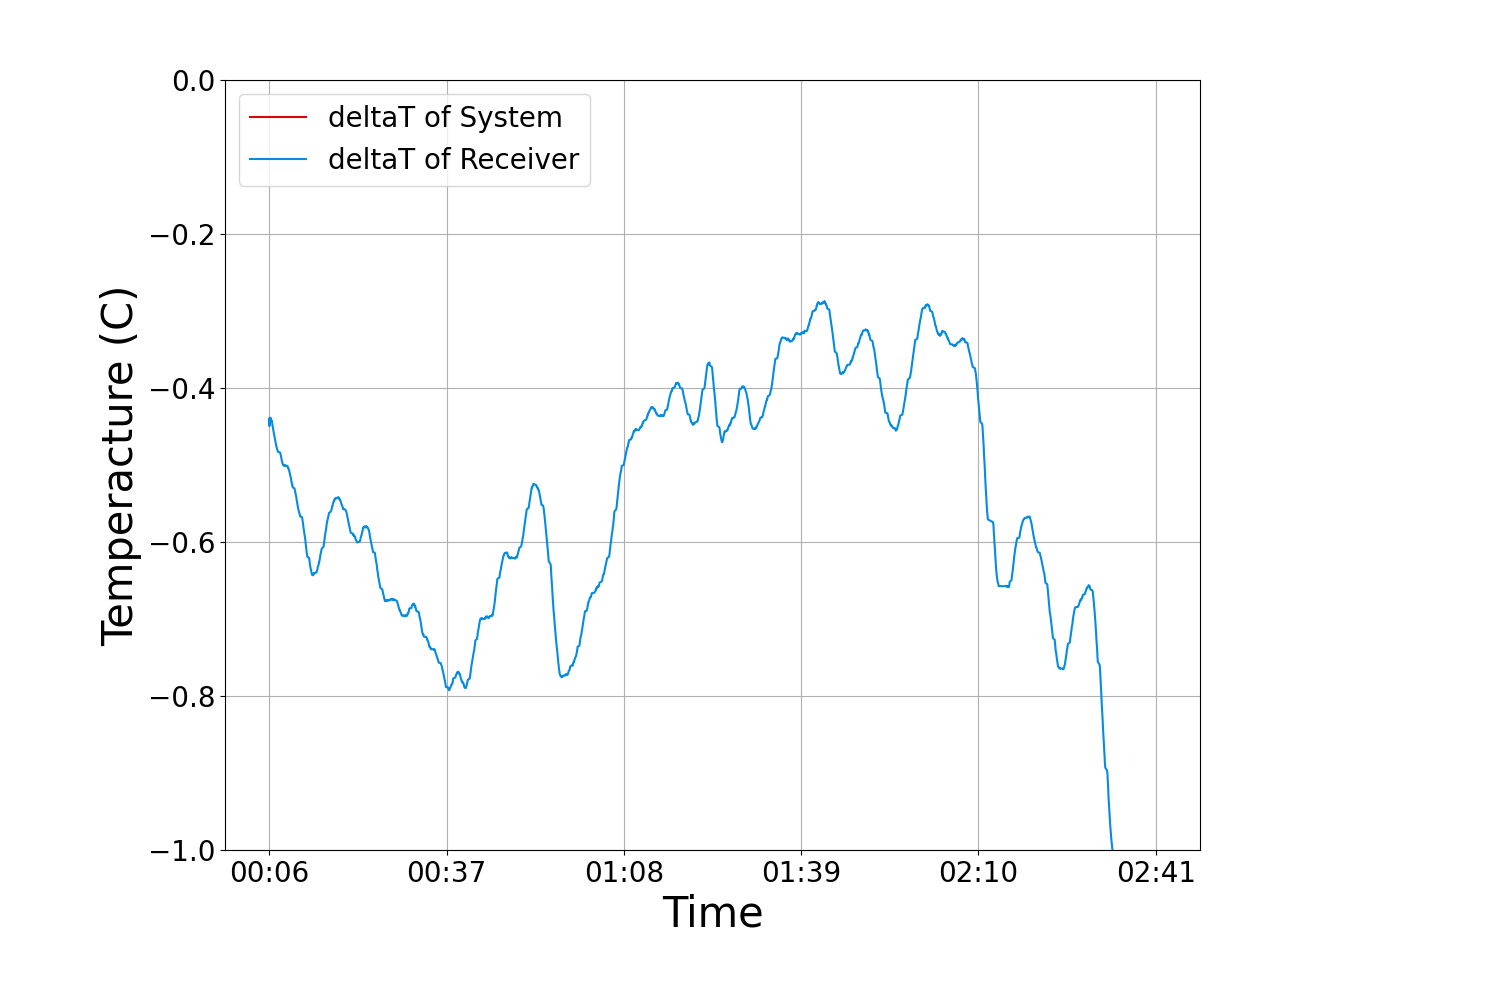 deltaT of System
deltaT of Receiver
0.0
−0.2
−0.4
−0.6
−0.8
−1.0
Temperacture (C)
00:06 00:37 01:08 01:39 02:10 02:41
Time